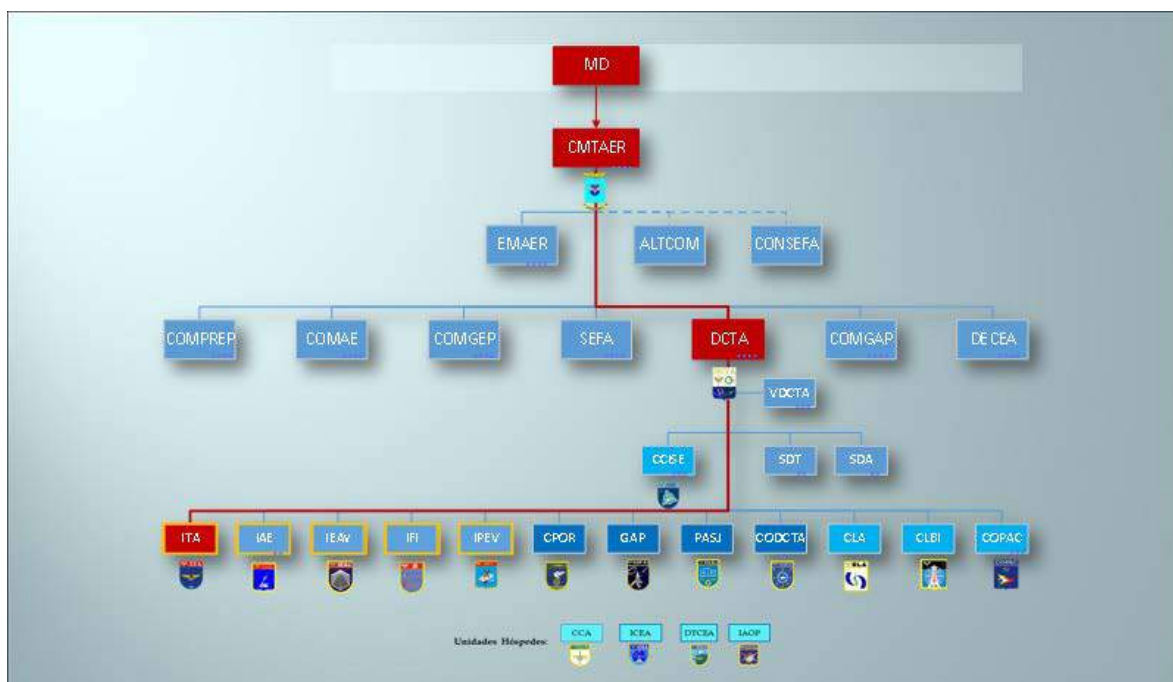 MD
CMTAER
EMAER ALTCOM CONSEFA
COMPREP COMAE COMGEP SEFA DCTA COMGAP DECEA
VDCTA
CCISE SDT SDA
ITA IAE IEAv IFI IPEV CPOR GAP PASJ CODCTA CLA CLBI COPAC
Unidades Hóspedes: CCA ICEA DTCEA IAOP